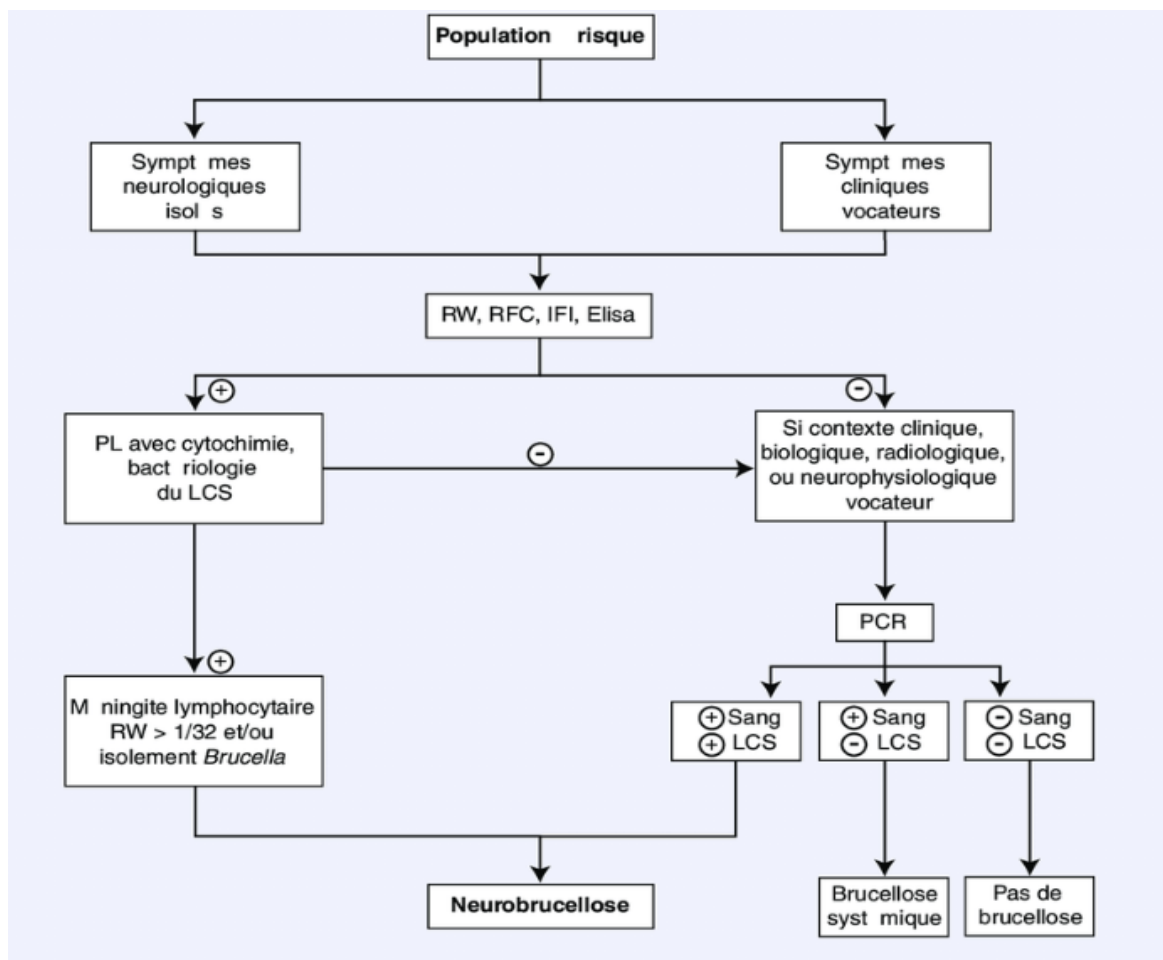 Population risque
Sympt mes
neurologiques
isol s
Sympt mes
cliniques
vocateurs
RW, RFC, IFI, Elisa
+
-
PL avec cytochimie,
bact riologie
du LCS
-
Si contexte clinique,
biologique, radiologique,
ou neurophysiologique
vocateur
PCR
+
M ningite lymphocytaire
RW > 1/32 et/ou
isolement Brucella
+ Sang
+ LCS
+ Sang
- LCS
- Sang
- LCS
Neurobrucellose
Brucellose
syst mique
Pas de
brucellose